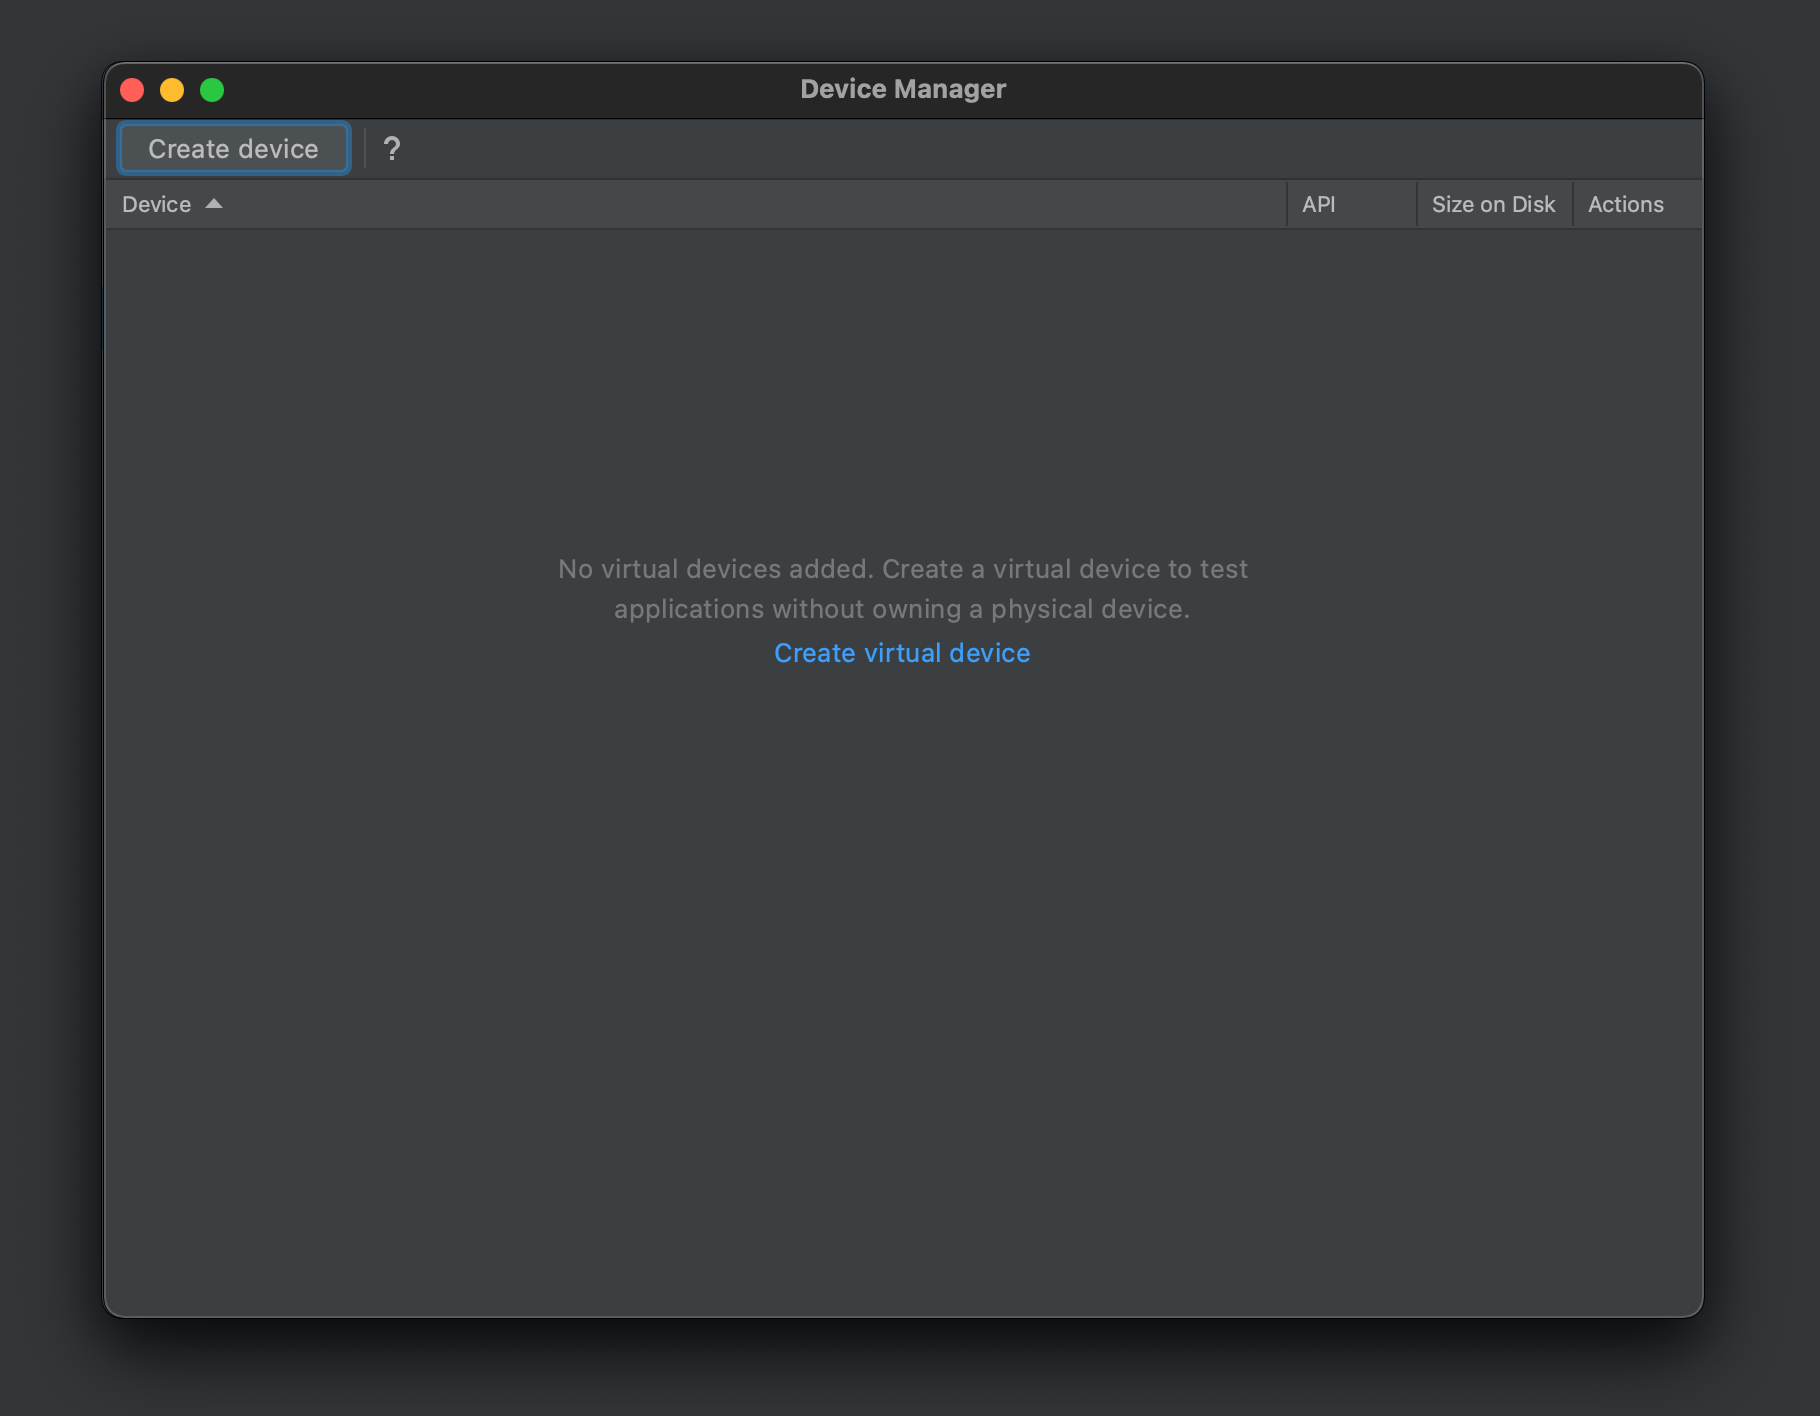 Device Manager
Create device ?
Device API Size on Disk Actions
No virtual devices added. Create a virtual device to test
applications without owning a physical device.
Create virtual device